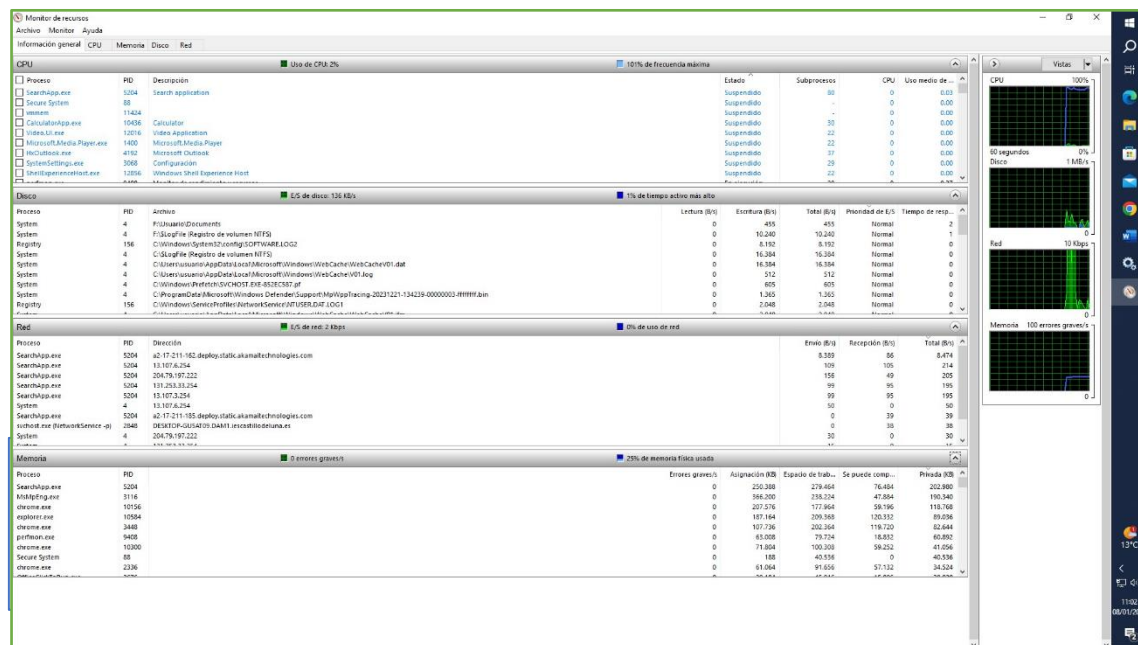 Monitor de recursos
Archivo Monitor Ayuda
Información general CPU Memoria Disco Red
CPU Uso de CPU: 2% 101% de frecuencia máxima
Proceso PID Descripción Estado Subprocesos CPU Uso medio de ...
SearchApp.exe 5204 Search application Suspendido 90 0 0.03
Secure System 88 Suspendido - 0 0.00
vmmem 11424 Suspendido - 0 0.00
CalculatorApp.exe 10436 Calculator Suspendido 30 0 0.00
Video.UI.exe 12016 Video Application Suspendido 22 0 0.00
Microsoft.Media.Player.exe 1400 Microsoft.Media.Player Suspendido 22 0 0.00
HxOutlook.exe 4192 Microsoft Outlook Suspendido 37 0 0.00
SystemSettings.exe 3068 Configuración Suspendido 29 0 0.00
ShellExperienceHost.exe 12856 Windows Shell Experience Host Suspendido 22 0 0.00
Disco E/S de disco: 136 KB/s 1% de tiempo activo más alto
Proceso PID Archivo Lectura (B/s) Escritura (B/s) Total (B/s) Prioridad de E/S Tiempo de resp...
System 4 F:\Usuario\Documents 0 455 455 Normal 2
System 4 F:\$LogFile (Registro de volumen NTFS) 0 10.240 10.240 Normal 1
Registry 156 C:\Windows\System32\config\SOFTWARE.LOG2 0 8.192 8.192 Normal 0
System 4 C:\$LogFile (Registro de volumen NTFS) 0 16.384 16.384 Normal 0
System 4 C:\Users\usuario\AppData\Local\Microsoft\Windows\WebCache\WebCacheV01.dat 0 16.384 16.384 Normal 0
System 4 C:\Users\usuario\AppData\Local\Microsoft\Windows\WebCache\V01.log 0 512 512 Normal 0
System 4 C:\Windows\Prefetch\SVCHOST.EXE-852EC587.pf 0 605 605 Normal 0
System 4 C:\ProgramData\Microsoft\Windows Defender\Support\MpWppTracing-20231221-134239-00000003-ffffffff.bin 0 1.365 1.365 Normal 0
Registry 156 C:\Windows\ServiceProfiles\NetworkService\NTUSER.DAT.LOG1 0 2.048 2.048 Normal 0
Red E/S de red: 2 Kbps 0% de uso de red
Proceso PID Dirección Envío (B/s) Recepción (B/s) Total (B/s)
SearchApp.exe 5204 a2-17-211-162.deploy.static.akamaitechnologies.com 8.389 86 8.474
SearchApp.exe 5204 13.107.6.254 109 105 214
SearchApp.exe 5204 204.79.197.222 156 49 205
SearchApp.exe 5204 131.253.33.254 99 95 195
SearchApp.exe 5204 13.107.3.254 99 95 195
System 4 13.107.6.254 50 0 50
SearchApp.exe 5204 a2-17-211-185.deploy.static.akamaitechnologies.com 0 39 39
svchost.exe (NetworkService -p) 2848 DESKTOP-GUSAT09.DAM1.iescastillodeluna.es 0 38 38
System 4 204.79.197.222 30 0 30
Memoria 0 errores graves/s 25% de memoria física usada
Proceso PID Errores graves/s Asignación (KB) Espacio de trab... Se puede comp... Privada (KB)
SearchApp.exe 5204 0 250.388 279.464 76.484 202.980
MsMpEng.exe 3116 0 366.200 238.224 47.884 190.340
chrome.exe 10156 0 207.576 177.964 59.196 118.768
explorer.exe 10584 0 187.164 209.368 120.332 89.036
chrome.exe 3448 0 107.736 202.364 119.720 82.644
perfmon.exe 9408 0 63.008 79.724 18.832 60.892
chrome.exe 10300 0 71.804 100.308 59.252 41.056
Secure System 88 0 188 40.536 0 40.536
chrome.exe 2336 0 61.064 91.656 57.132 34.524
Vistas
CPU 100%
60 segundos 0%
Disco 1 MB/s
0
Red 10 Kbps
0
Memoria 100 errores graves/s
0
13°C
11:02
08/01/20